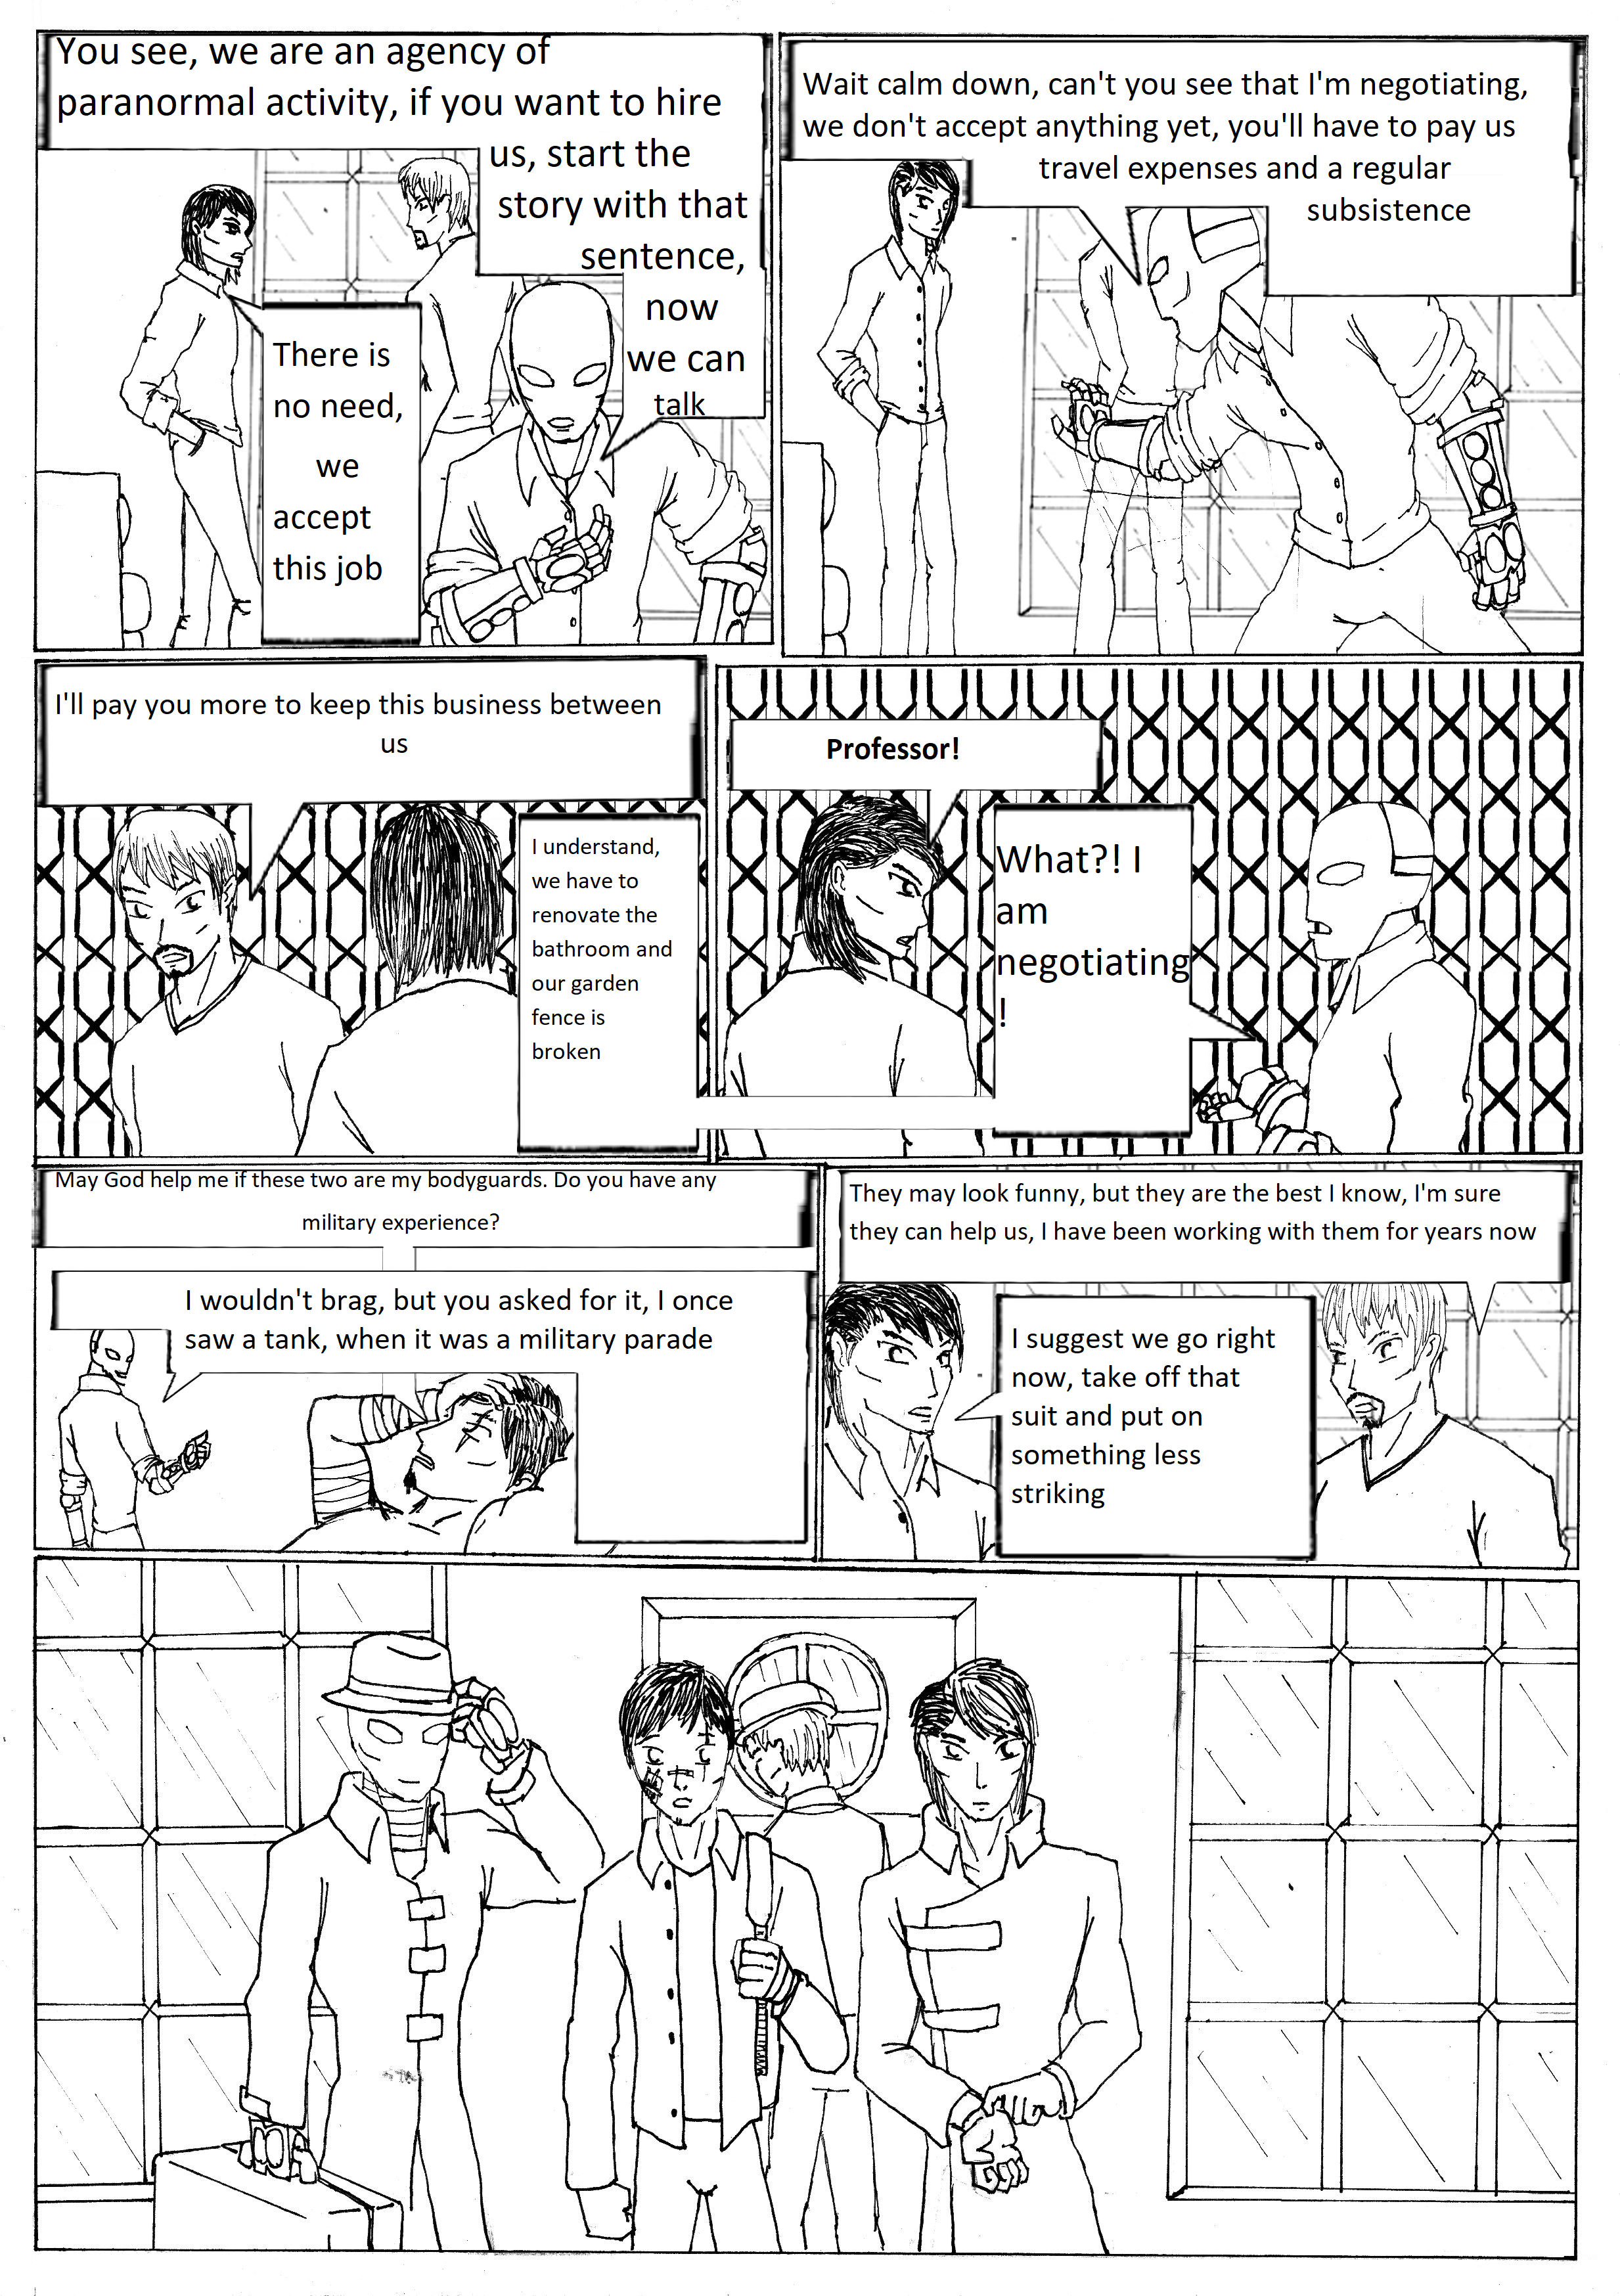 You see, we are an agency of
paranormal activity, if you want to hire
us, start the
story with that
sentence,
now
we can
talk
There is
no need,
we
accept
this job
Wait calm down, can't you see that I'm negotiating,
we don't accept anything yet, you'll have to pay us
travel expenses and a regular
subsistence
I'll pay you more to keep this business between
us
I understand,
we have to
renovate the
bathroom and
our garden
fence is
broken
Professor!
What?! I
am
negotiating
!
May God help me if these two are my bodyguards. Do you have any
military experience?
I wouldn't brag, but you asked for it, I once
saw a tank, when it was a military parade
They may look funny, but they are the best I know, I'm sure
they can help us, I have been working with them for years now
I suggest we go right
now, take off that
suit and put on
something less
striking